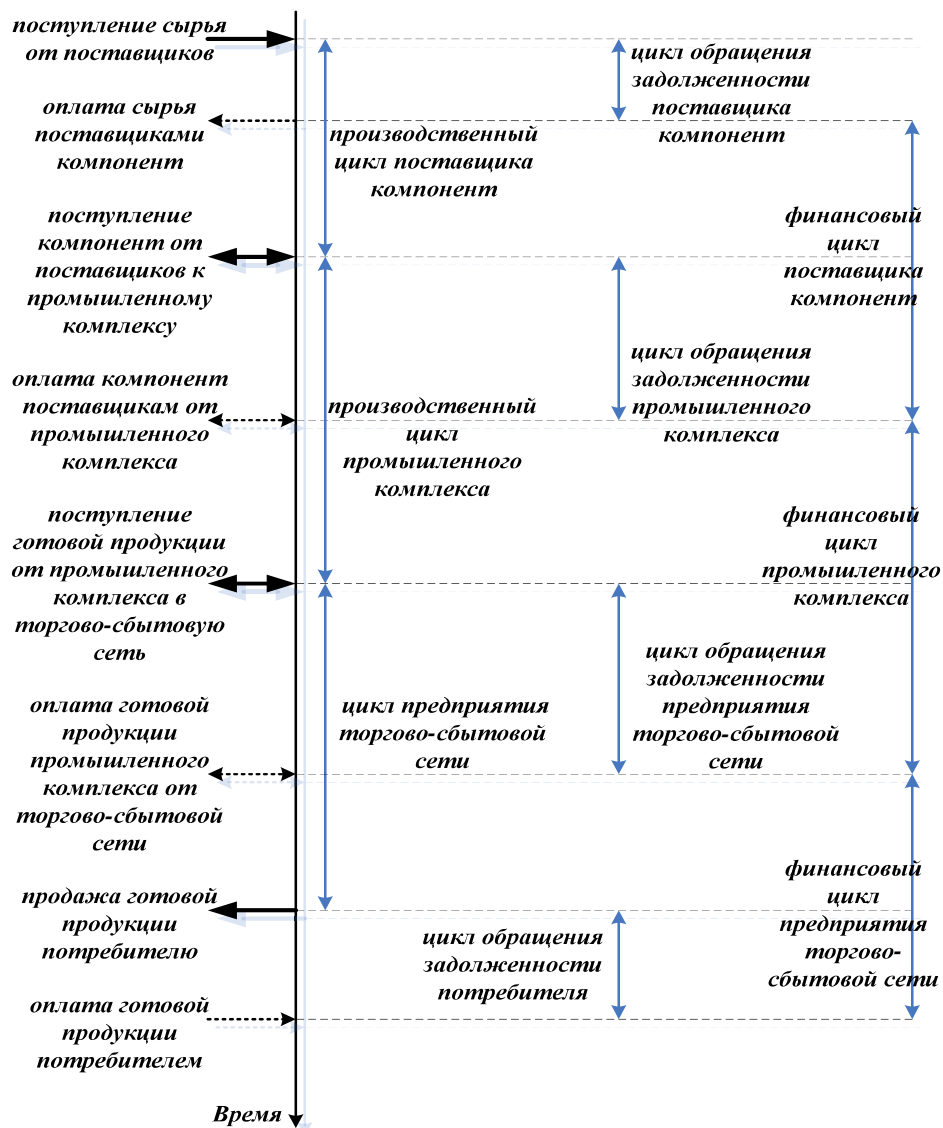 поступление сырья
от поставщиков
оплата сырья
поставщиками
компонент
поступление
компонент от
поставщиков к
промышленному
комплексу
оплата компонент
поставщикам от
промышленного
комплекса
поступление
готовой продукции
от промышленного
комплекса в
торгово-сбытовую
сеть
оплата готовой
продукции
промышленного
комплекса от
торгово-сбытовой
сети
продажа готовой
продукции
потребителю
оплата готовой
продукции
потребителем
Время
производственный
цикл поставщика
компонент
производственный
цикл
промышленного
комплекса
цикл предприятия
торгово-сбытовой
сети
цикл обращения
задолженности
поставщика
компонент
цикл обращения
задолженности
промышленного
комплекса
цикл обращения
задолженности
предприятия
торгово-сбытовой
сети
цикл обращения
задолженности
потребителя
финансовый
цикл
поставщика
компонент
финансовый
цикл
промышленного
комплекса
финансовый
цикл
предприятия
торгово-
сбытовой сети